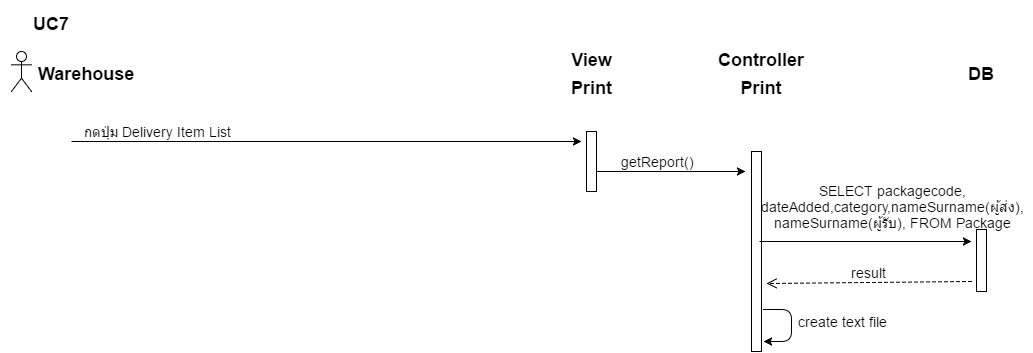 UC7
Warehouse
View
Print
Controller
Print
DB
กดปุ่ม Delivery Item List
getReport()
SELECT packagecode,
dateAdded,category,nameSurname(ผู้ส่ง),
nameSurname(ผู้รับ), FROM Package
result
create text file